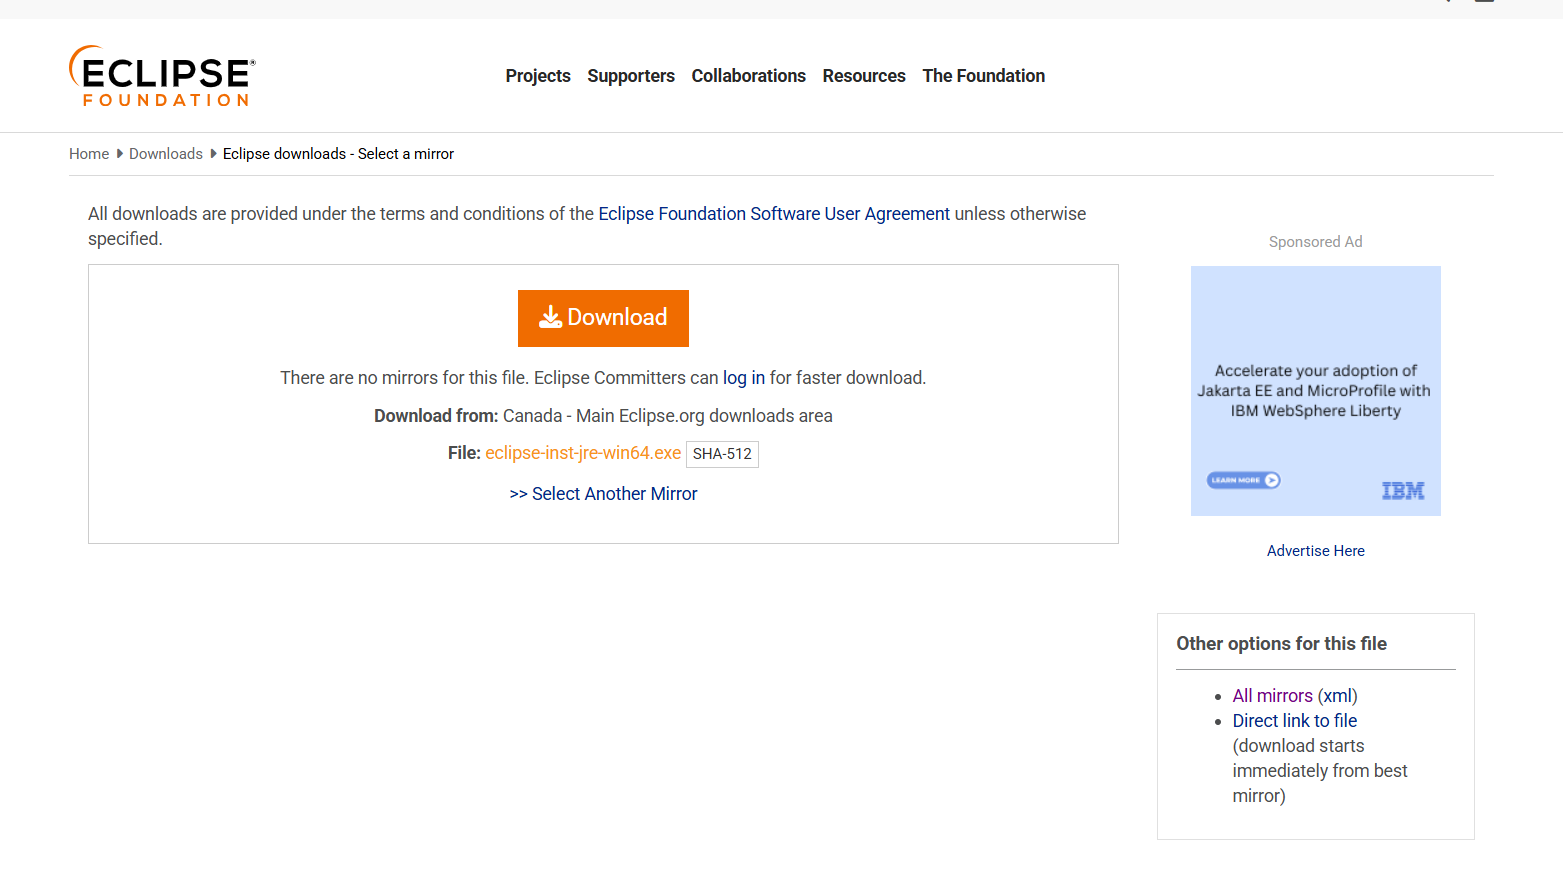 ECLIPSE®
FOUNDATION
Projects Supporters Collaborations Resources The Foundation
Home Downloads Eclipse downloads - Select a mirror
All downloads are provided under the terms and conditions of the Eclipse Foundation Software User Agreement unless otherwise
specified.
Download
There are no mirrors for this file. Eclipse Committers can log in for faster download.
Download from: Canada - Main Eclipse.org downloads area
File: eclipse-inst-jre-win64.exe SHA-512
>> Select Another Mirror
Sponsored Ad
Accelerate your adoption of
Jakarta EE and MicroProfile with
IBM WebSphere Liberty
LEARN MORE
IBM
Advertise Here
Other options for this file
All mirrors (xml)
Direct link to file
(download starts
immediately from best
mirror)